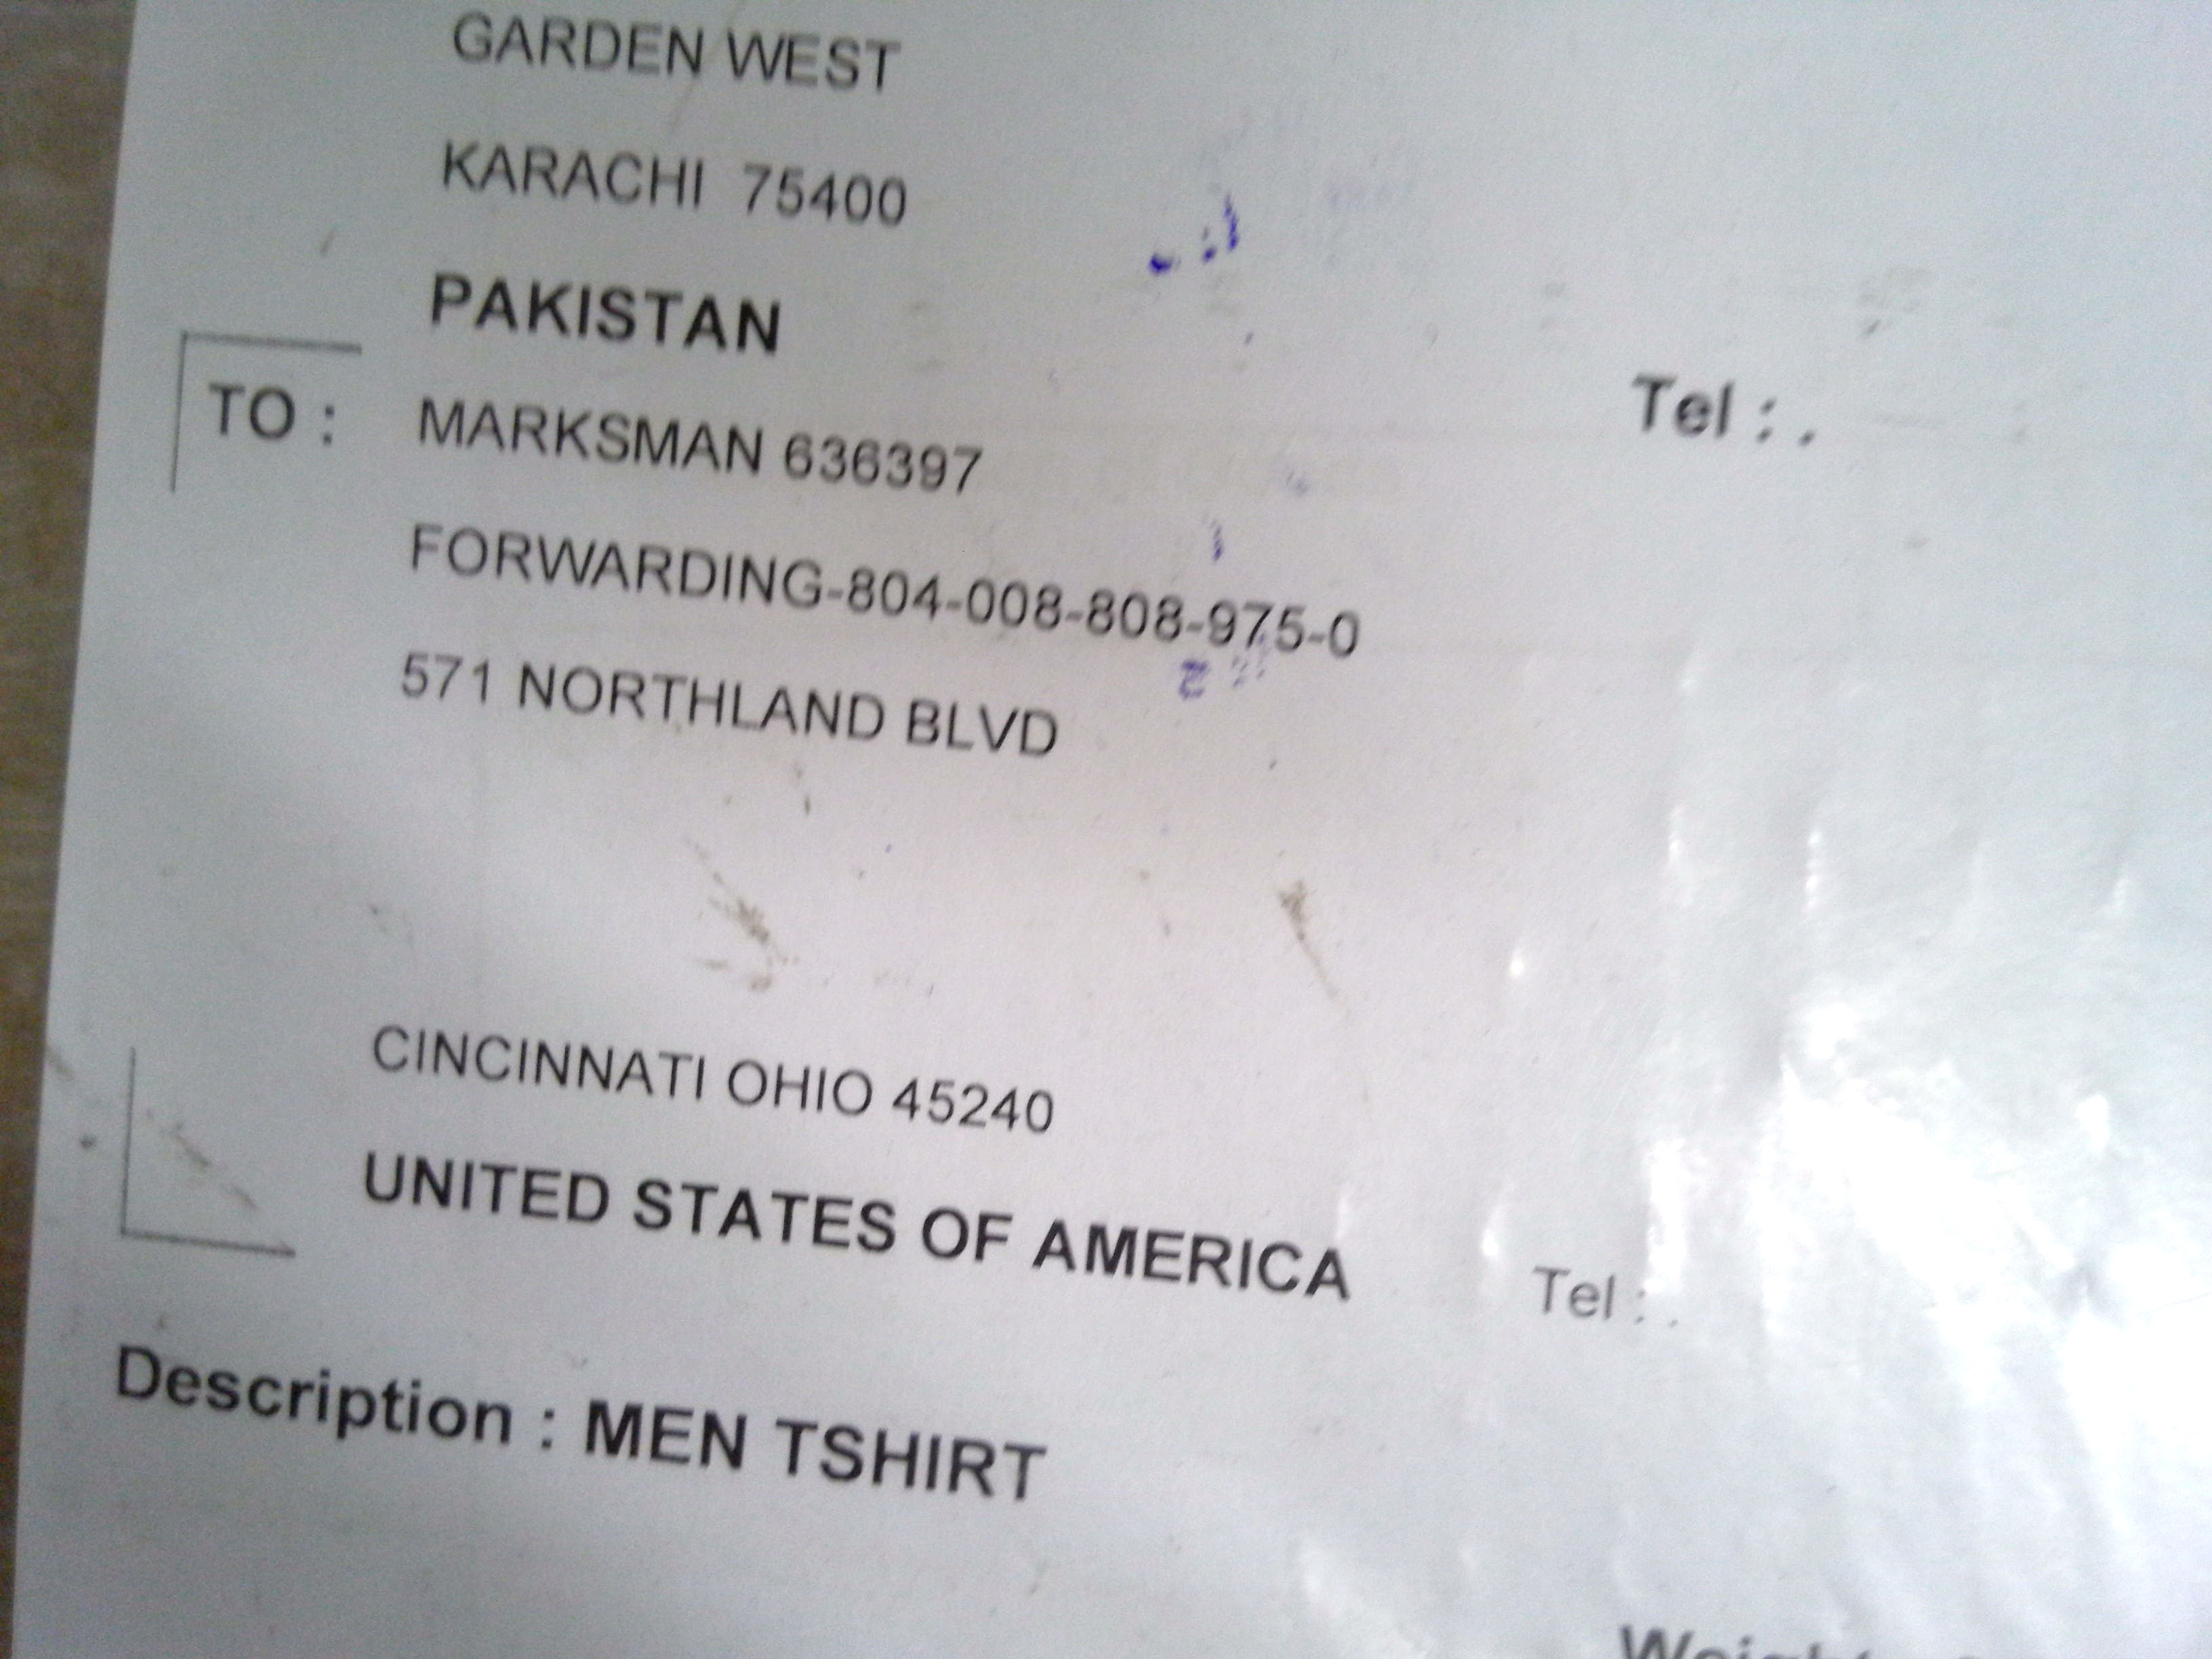 GARDEN WEST
KARACHI 75400
PAKISTAN
Tel : .
TO : MARKSMAN 636397
FORWARDING-804-008-808-975-0
571 NORTHLAND BLVD
CINCINNATI OHIO 45240
UNITED STATES OF AMERICA
Tel : .
Description : MEN TSHIRT